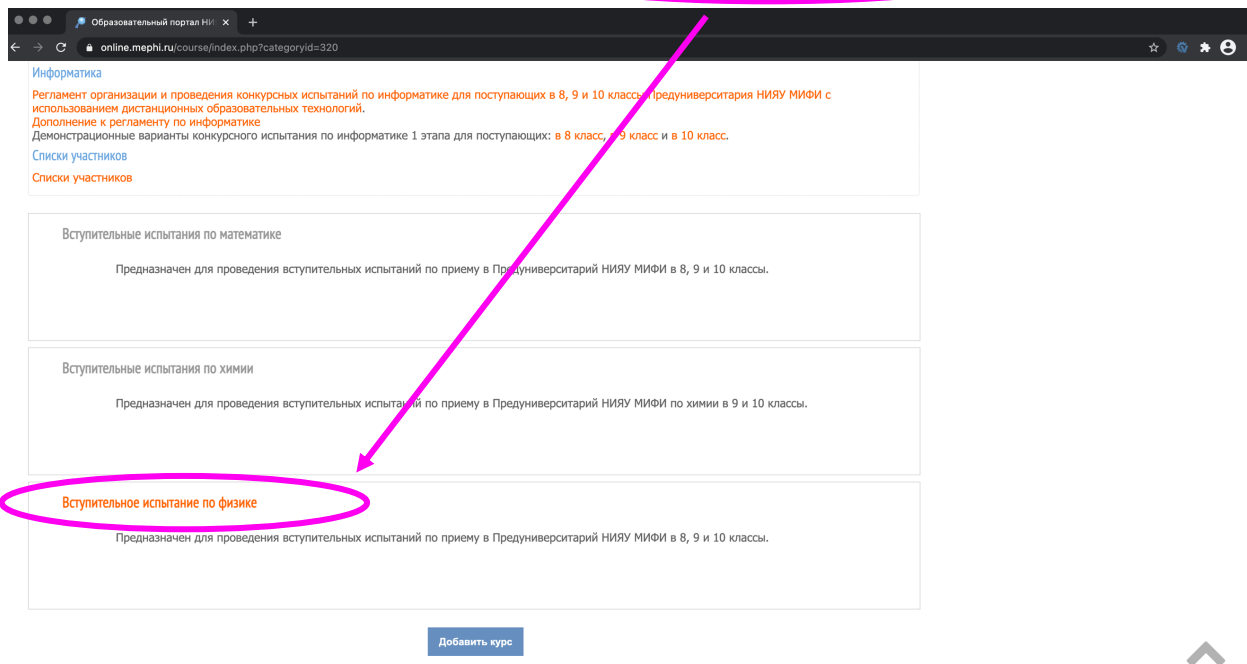 Образовательный портал НИ
online.mephi.ru/course/index.php?categoryid=320
Информатика
Регламент организации и проведения конкурсных испытаний по информатике для поступающих в 8, 9 и 10 классы Предуниверситария НИЯУ МИФИ с
использованием дистанционных образовательных технологий.
Дополнение к регламенту по информатике
Демонстрационные варианты конкурсного испытания по информатике 1 этапа для поступающих: в 8 класс, в 9 класс и в 10 класс.
Списки участников
Списки участников
Вступительные испытания по математике
Предназначен для проведения вступительных испытаний по приему в Предуниверситарий НИЯУ МИФИ в 8, 9 и 10 классы.
Вступительные испытания по химии
Предназначен для проведения вступительных испытаний по приему в Предуниверситарий НИЯУ МИФИ по химии в 9 и 10 классы.
Вступительное испытание по физике
Предназначен для проведения вступительных испытаний по приему в Предуниверситарий НИЯУ МИФИ в 8, 9 и 10 классы.
Добавить курс